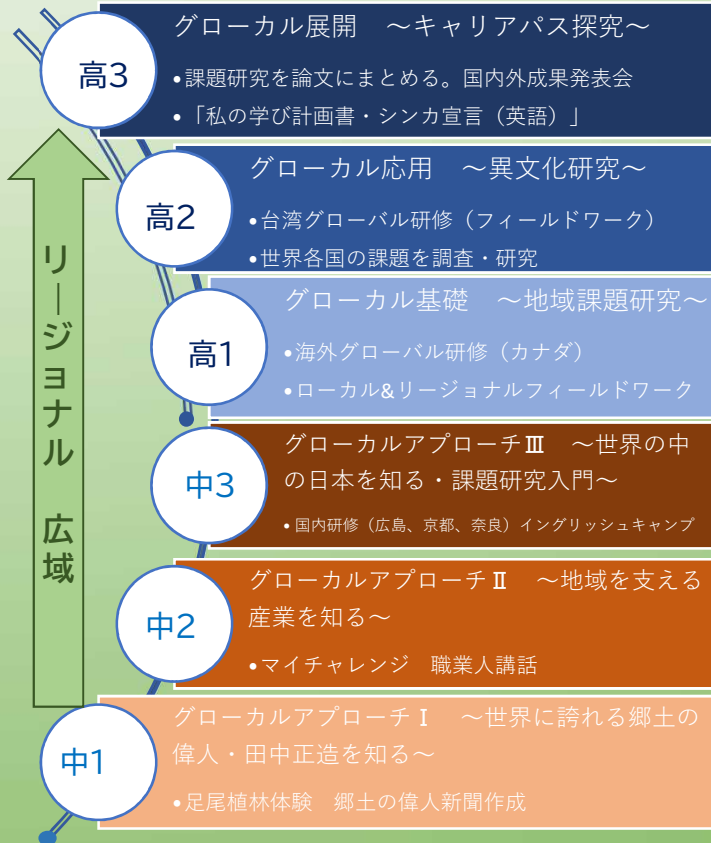 グローカル展開　～キャリアパス探究～
高3
•課題研究を論文にまとめる。国内外成果発表会
•「私の学び計画書・シンカ宣言（英語）」
グローカル応用　～異文化研究～
高2
•台湾グローバル研修（フィールドワーク）
•世界各国の課題を調査・研究
グローカル基礎　～地域課題研究～
高1
•海外グローバル研修（カナダ）
•ローカル&リージョナルフィールドワーク
グローカルアプローチⅢ　～世界の中
の日本を知る・課題研究入門～
中3
•国内研修（広島、京都、奈良）イングリッシュキャンプ
グローカルアプローチⅡ　～地域を支える
産業を知る～
中2
•マイチャレンジ　職業人講話
グローカルアプローチⅠ　～世界に誇れる郷土の
偉人・田中正造を知る～
中1
•足尾植林体験　郷土の偉人新聞作成
リージョナル　広域